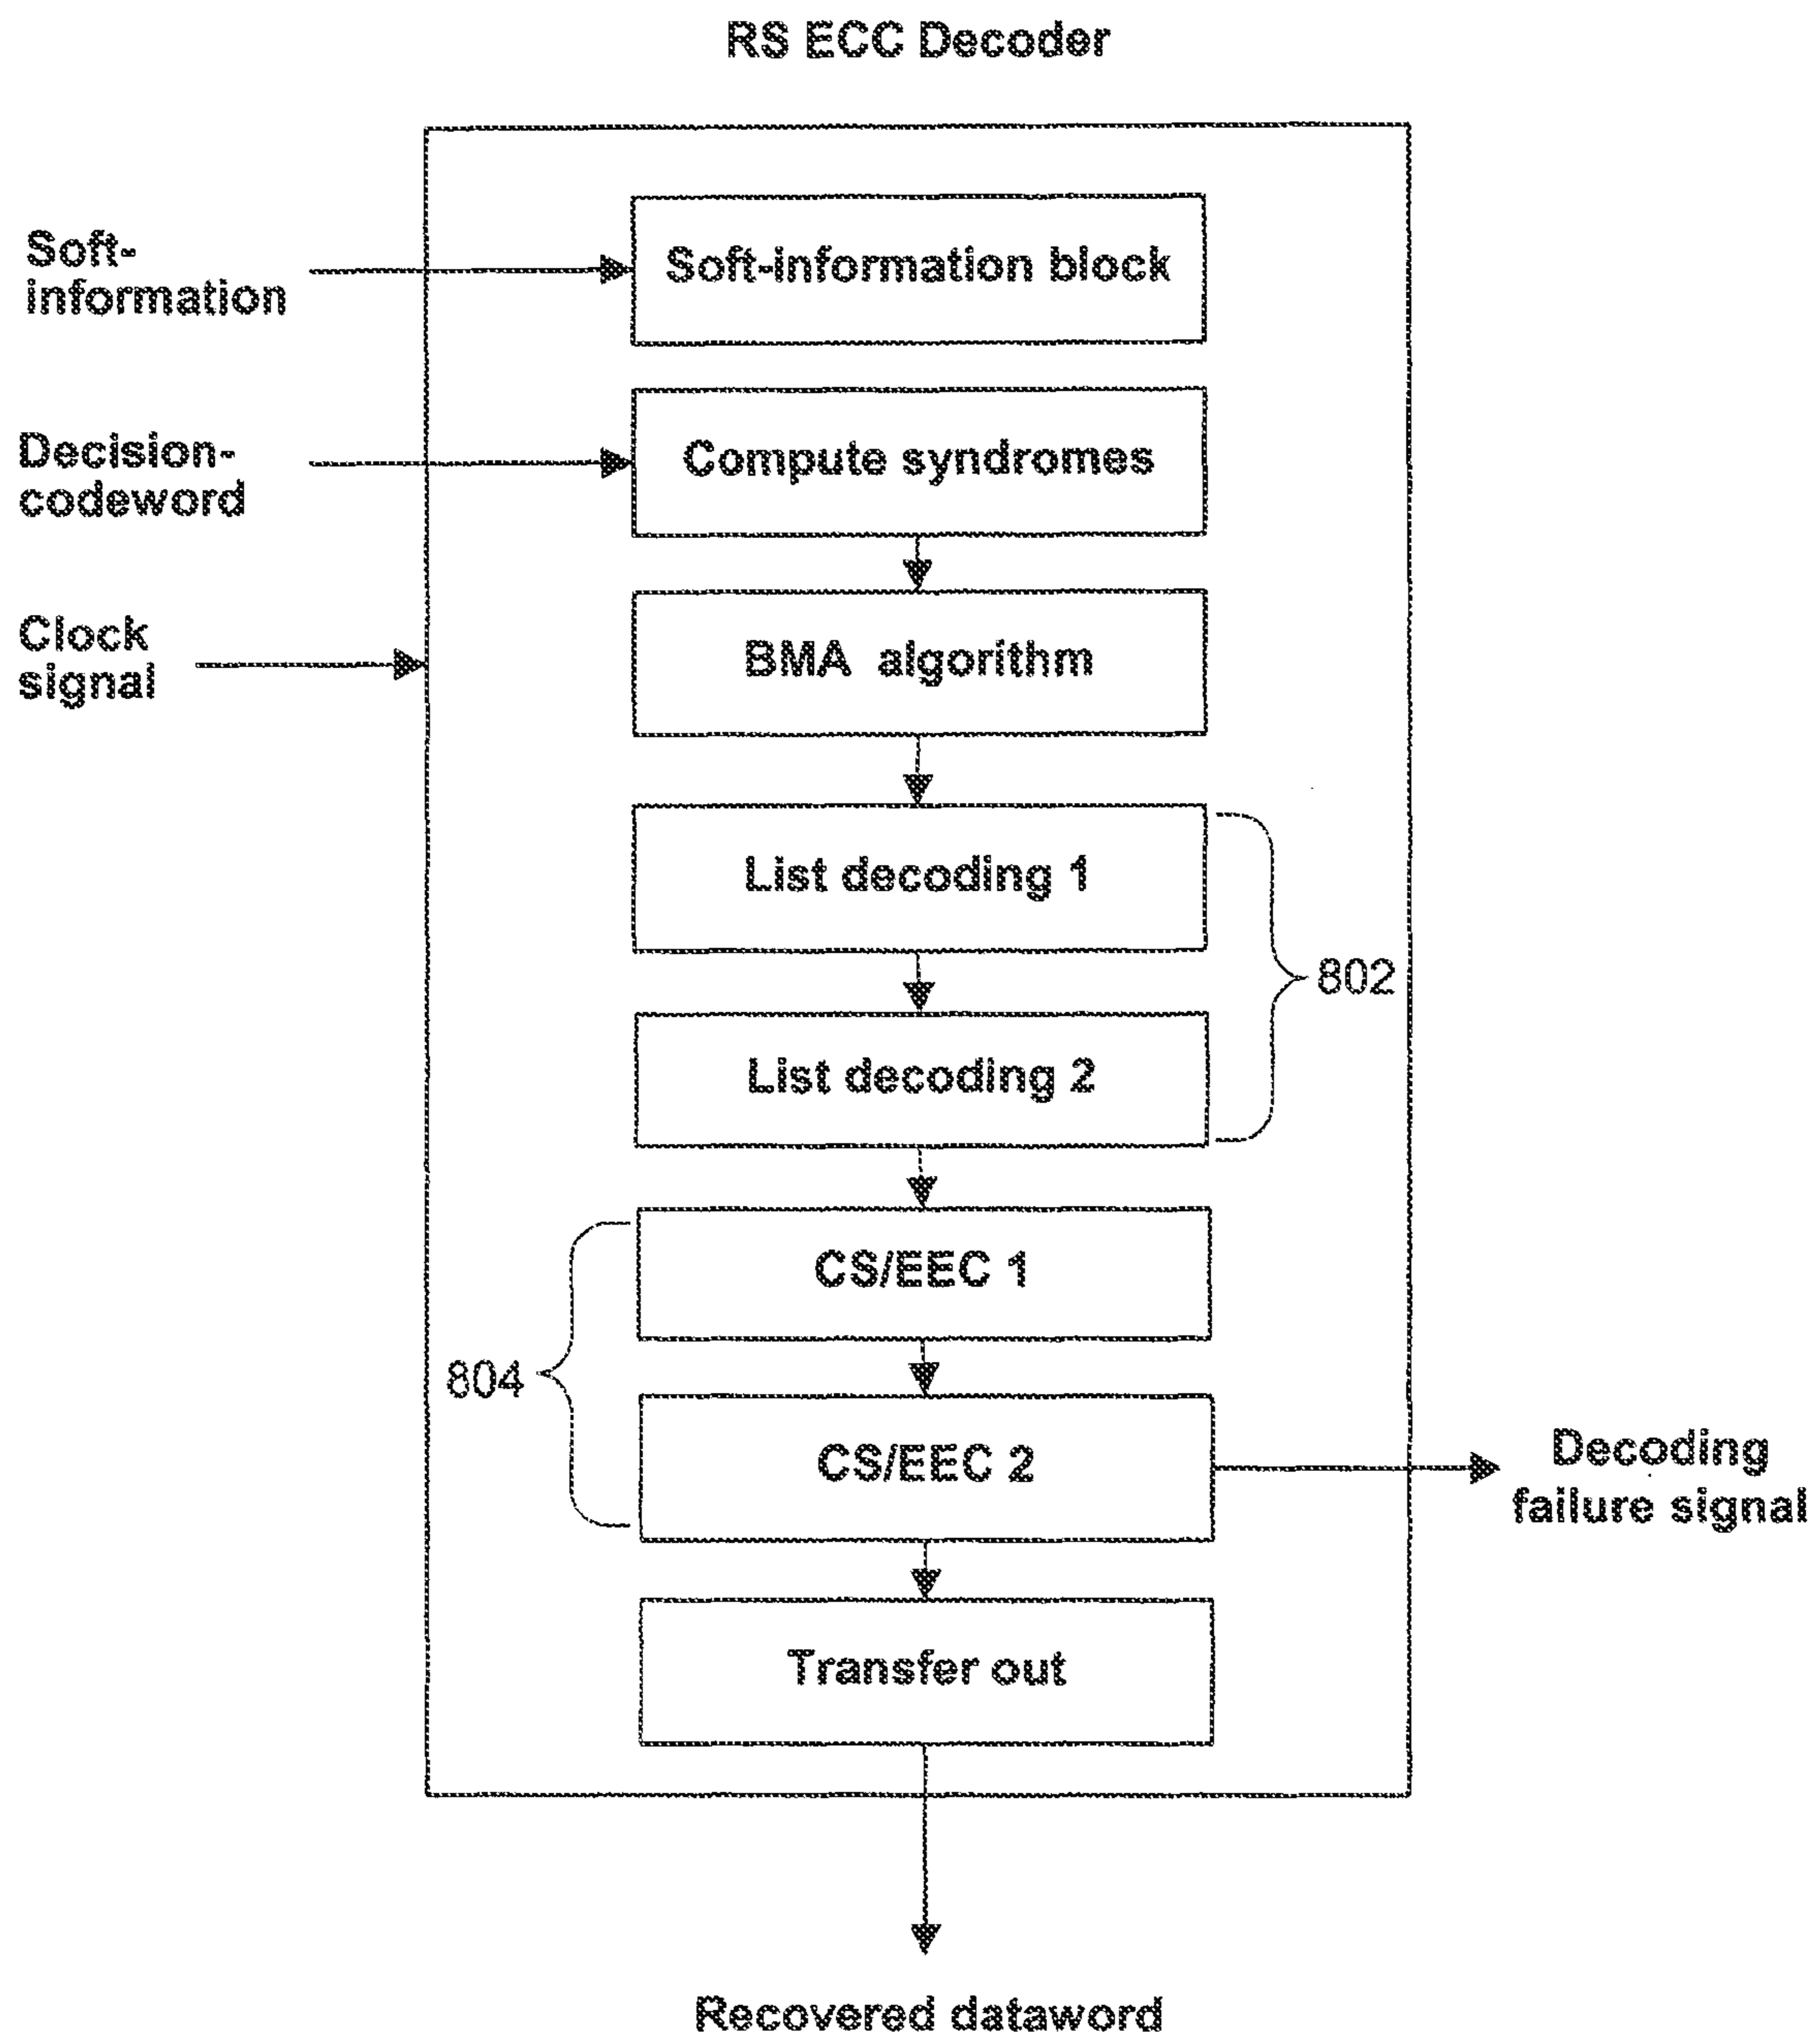 RS ECC Decoder
Soft-
information
Soft-information block
Decision-
codeword
Compute syndromes
Clock
signal
BMA algorithm
List decoding 1
802
List decoding 2
CS/EEC 1
804
CS/EEC 2
Decoding
failure signal
Transfer out
Recovered dataword